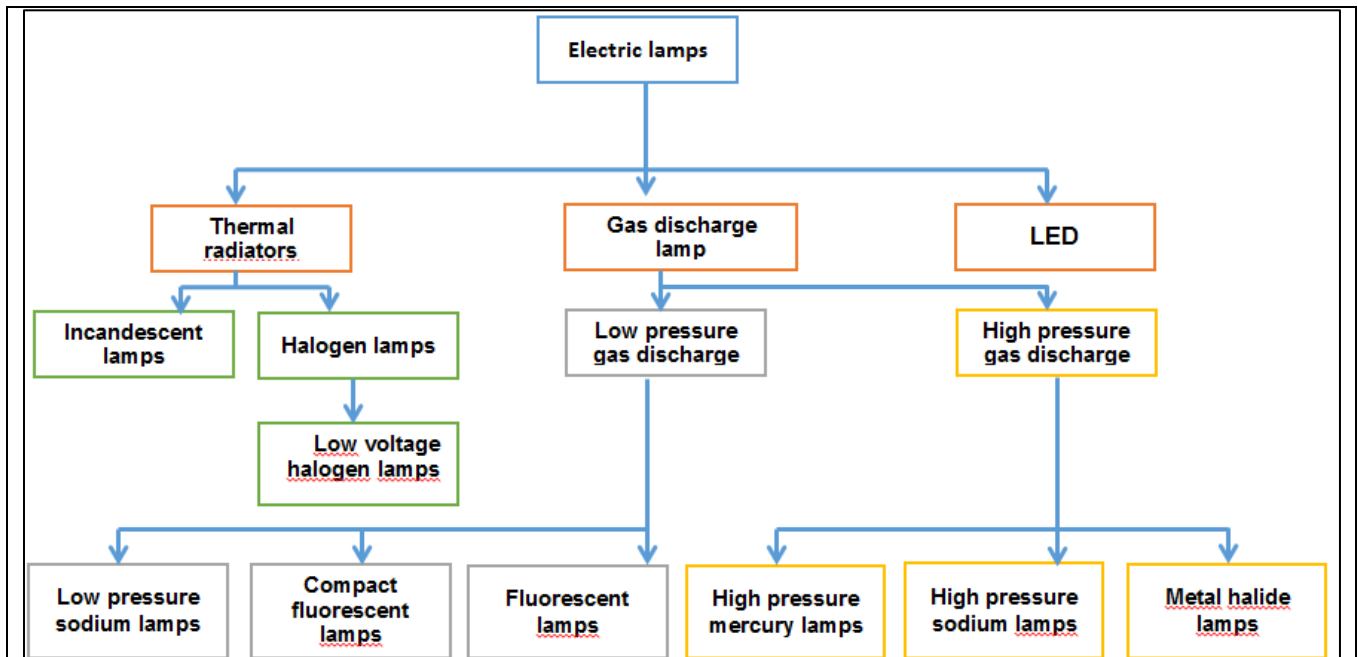 Electric lamps
Thermal
radiators
Gas discharge
lamp
LED
Incandescent
lamps
Halogen lamps
Low pressure
gas discharge
High pressure
gas discharge
Low voltage
halogen lamps
Low pressure
sodium lamps
Compact
fluorescent
lamps
Fluorescent
lamps
High pressure
mercury lamps
High pressure
sodium lamps
Metal halide
lamps